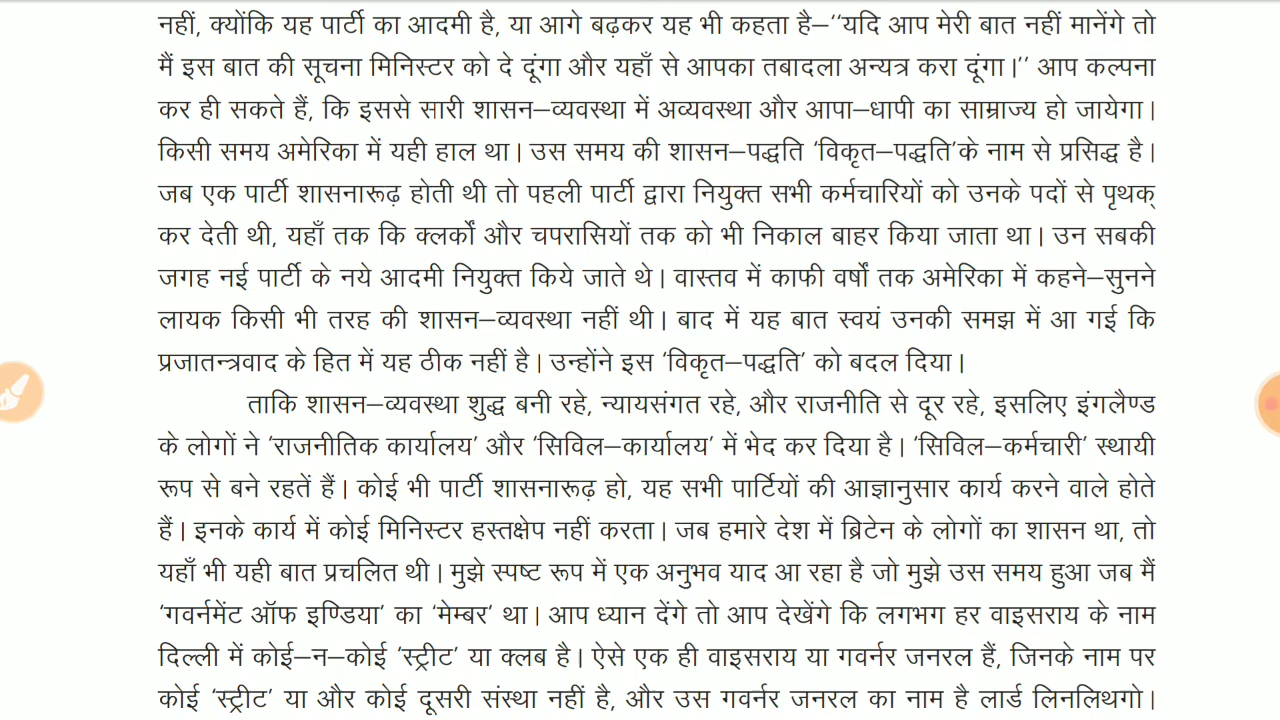 नहीं, क्योंकि यह पार्टी का आदमी है, या आगे बढ़कर यह भी कहता है–''यदि आप मेरी बात नहीं मानेंगे तो
मैं इस बात की सूचना मिनिस्टर को दे दूंगा और यहाँ से आपका तबादला अन्यत्र करा दूंगा।'' आप कल्पना
कर ही सकते हैं, कि इससे सारी शासन–व्यवस्था में अव्यवस्था और आपा–धापी का साम्राज्य हो जायेगा।
किसी समय अमेरिका में यही हाल था। उस समय की शासन–पद्धति 'विकृत–पद्धति'के नाम से प्रसिद्ध है।
जब एक पार्टी शासनारूढ़ होती थी तो पहली पार्टी द्वारा नियुक्त सभी कर्मचारियों को उनके पदों से पृथक्
कर देती थी, यहाँ तक कि क्लर्कों और चपरासियों तक को भी निकाल बाहर किया जाता था। उन सबकी
जगह नई पार्टी के नये आदमी नियुक्त किये जाते थे। वास्तव में काफी वर्षों तक अमेरिका में कहने–सुनने
लायक किसी भी तरह की शासन–व्यवस्था नहीं थी। बाद में यह बात स्वयं उनकी समझ में आ गई कि
प्रजातन्त्रवाद के हित में यह ठीक नहीं है। उन्होंने इस 'विकृत–पद्धति' को बदल दिया।
ताकि शासन–व्यवस्था शुद्ध बनी रहे, न्यायसंगत रहे, और राजनीति से दूर रहे, इसलिए इंगलैण्ड
के लोगों ने 'राजनीतिक कार्यालय' और 'सिविल–कार्यालय' में भेद कर दिया है। 'सिविल–कर्मचारी' स्थायी
रूप से बने रहतें हैं। कोई भी पार्टी शासनारूढ़ हो, यह सभी पार्टियों की आज्ञानुसार कार्य करने वाले होते
हैं। इनके कार्य में कोई मिनिस्टर हस्तक्षेप नहीं करता। जब हमारे देश में ब्रिटेन के लोगों का शासन था, तो
यहाँ भी यही बात प्रचलित थी। मुझे स्पष्ट रूप में एक अनुभव याद आ रहा है जो मुझे उस समय हुआ जब मैं
'गवर्नमेंट ऑफ इण्डिया' का 'मेम्बर' था। आप ध्यान देंगे तो आप देखेंगे कि लगभग हर वाइसराय के नाम
दिल्ली में कोई–न–कोई 'स्ट्रीट' या क्लब है। ऐसे एक ही वाइसराय या गवर्नर जनरल हैं, जिनके नाम पर
कोई 'स्ट्रीट' या और कोई दूसरी संस्था नहीं है, और उस गवर्नर जनरल का नाम है लार्ड लिनलिथगो।